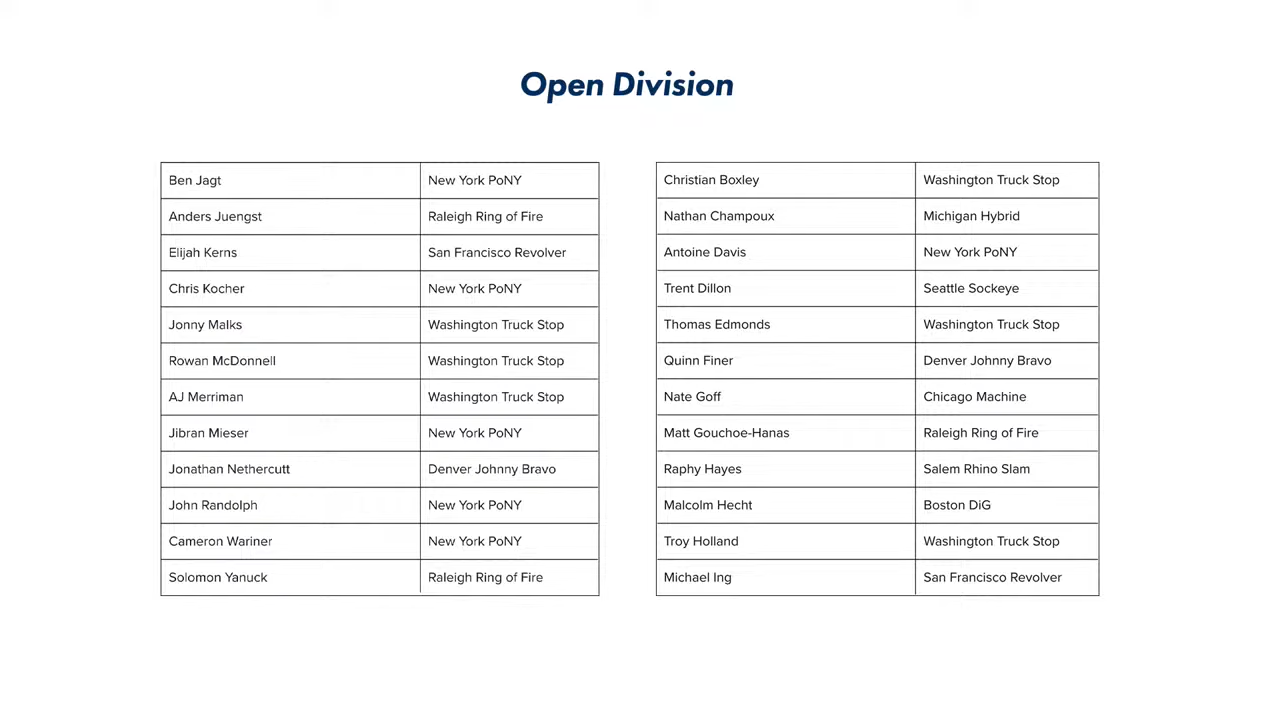 Open Division
Ben Jagt New York PoNY
Anders Juengst Raleigh Ring of Fire
Elijah Kerns San Francisco Revolver
Chris Kocher New York PoNY
Jonny Malks Washington Truck Stop
Rowan McDonnell Washington Truck Stop
AJ Merriman Washington Truck Stop
Jibran Mieser New York PoNY
Jonathan Nethercutt Denver Johnny Bravo
John Randolph New York PoNY
Cameron Wariner New York PoNY
Solomon Yanuck Raleigh Ring of Fire
Christian Boxley Washington Truck Stop
Nathan Champoux Michigan Hybrid
Antoine Davis New York PoNY
Trent Dillon Seattle Sockeye
Thomas Edmonds Washington Truck Stop
Quinn Finer Denver Johnny Bravo
Nate Goff Chicago Machine
Matt Gouchoe-Hanas Raleigh Ring of Fire
Raphy Hayes Salem Rhino Slam
Malcolm Hecht Boston DiG
Troy Holland Washington Truck Stop
Michael Ing San Francisco Revolver